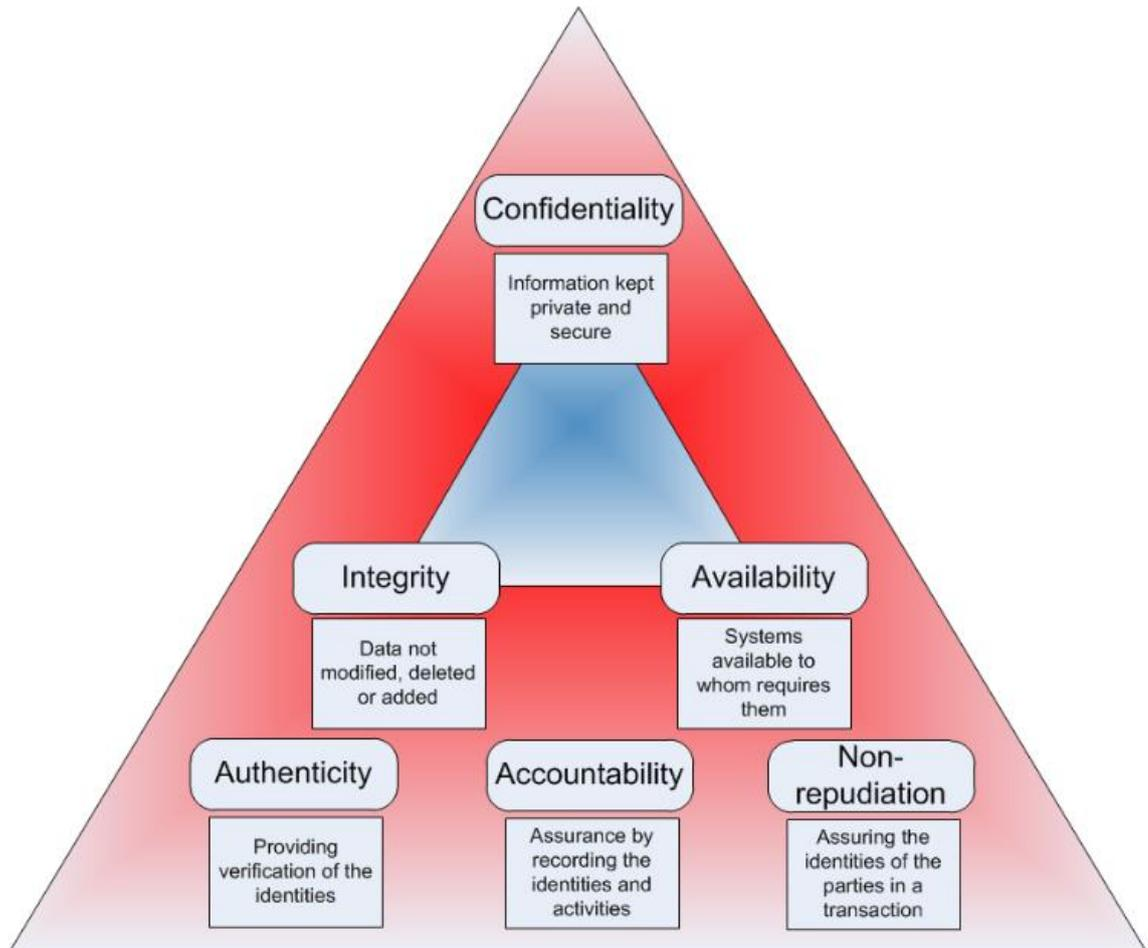 Confidentiality
Information kept
private and
secure
Integrity
Data not
modified, deleted
or added
Availability
Systems
available to
whom requires
them
Authenticity
Providing
verification of the
identities
Accountability
Assurance by
recording the
identities and
activities
Non-
repudiation
Assuring the
identities of the
parties in a
transaction